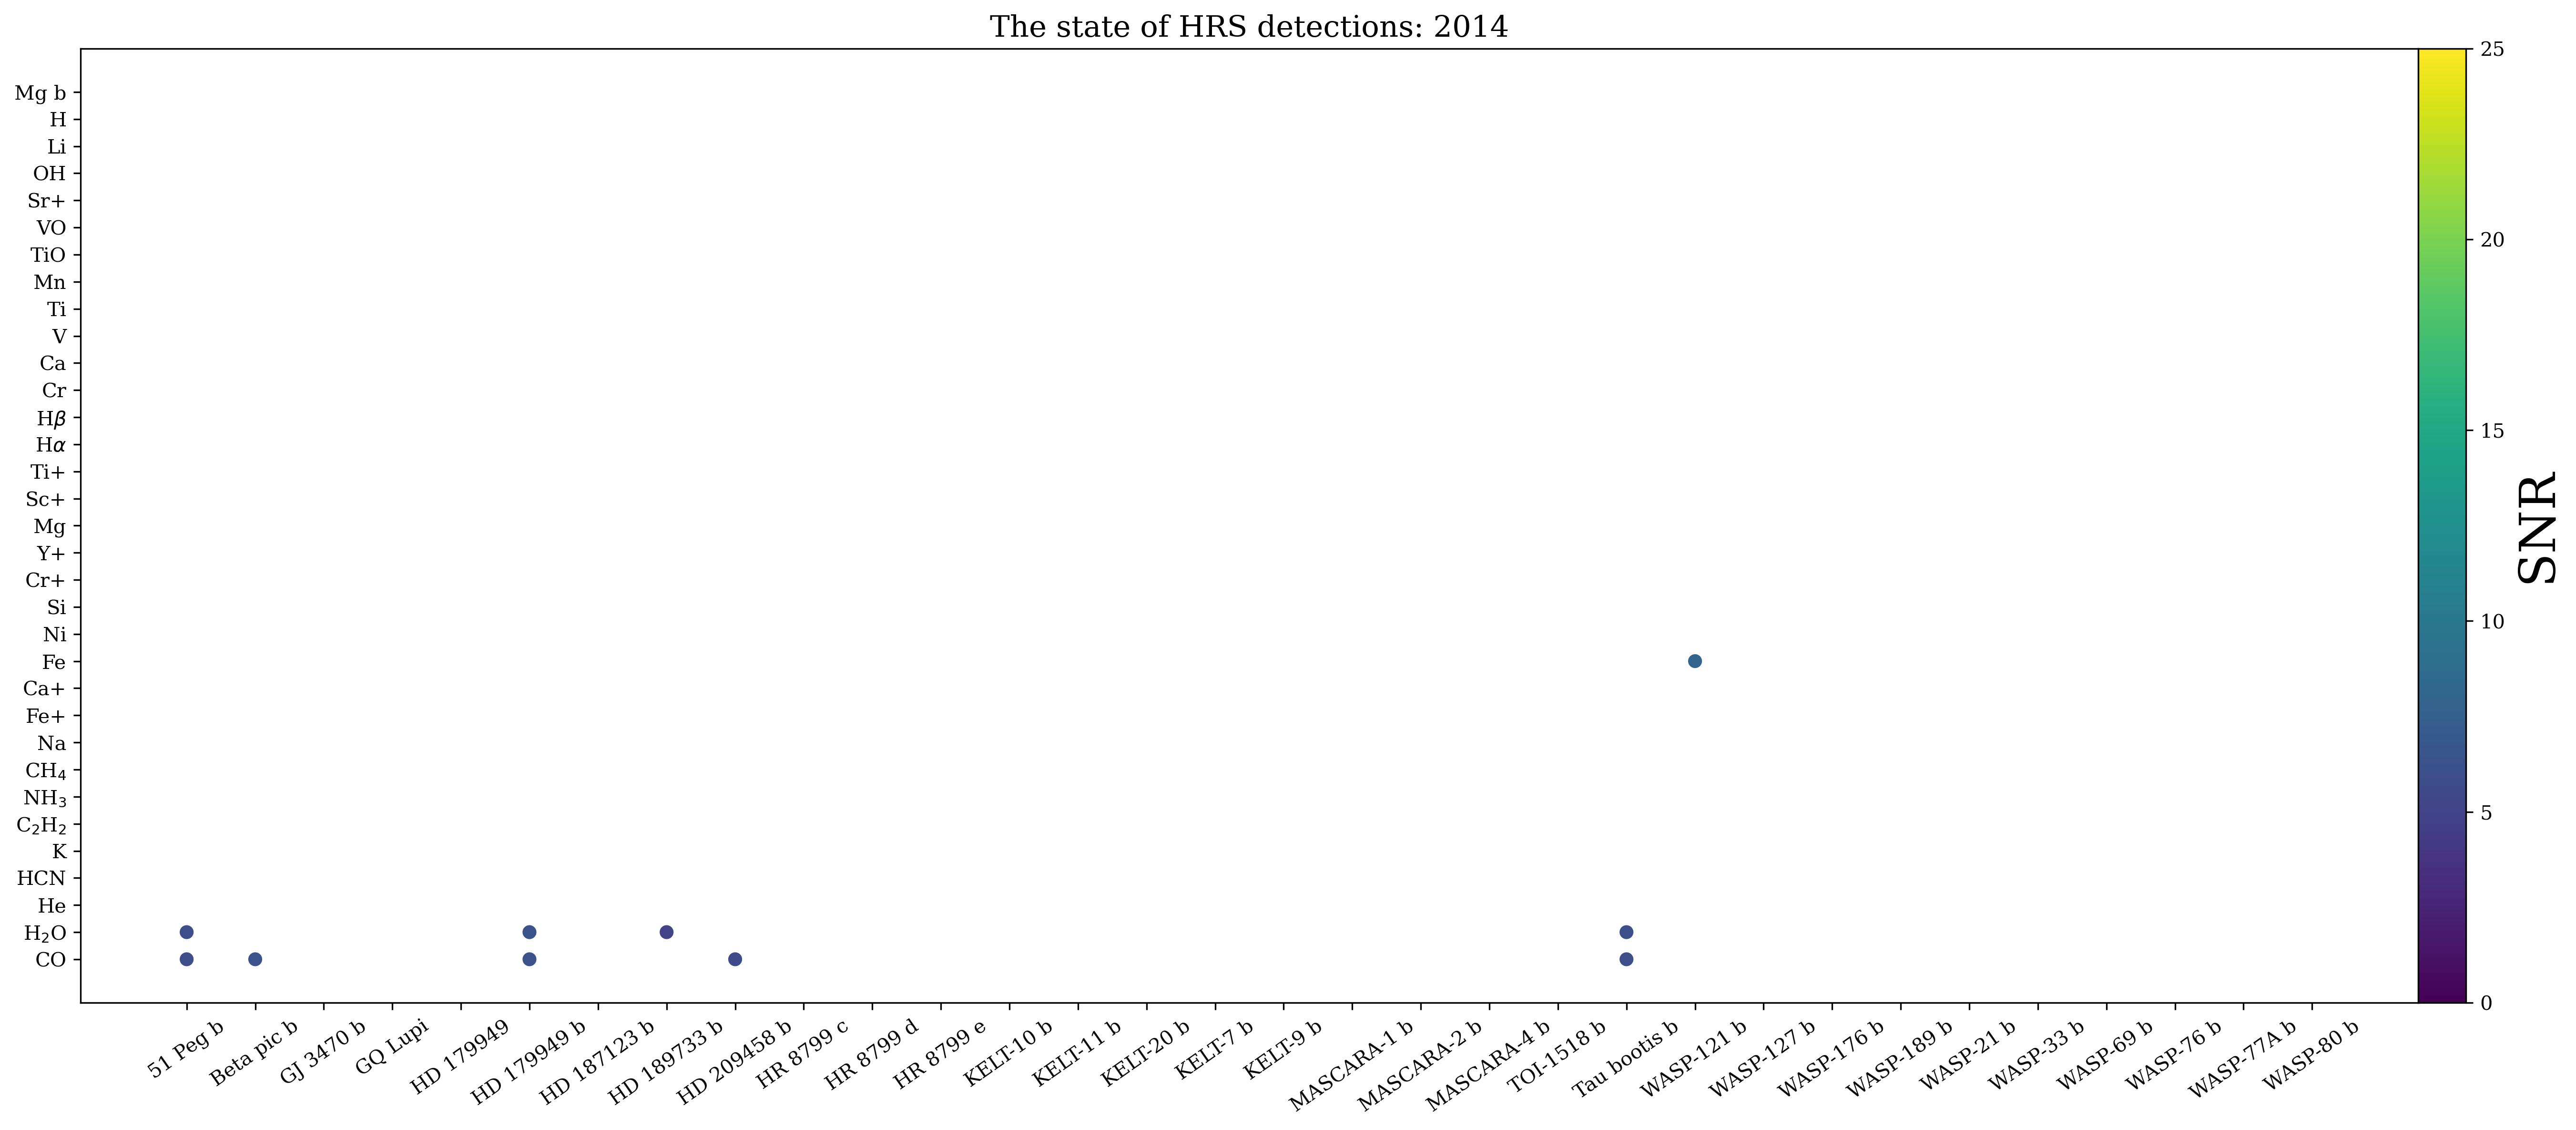 The state of HRS detections: 2014
Mg b
H
Li
OH
Sr+
VO
TiO
Mn
Ti
V
Ca
Cr
Hβ
Hα
Ti+
Sc+
Mg
Y+
Cr+
Si
Ni
Fe
Ca+
Fe+
Na
CH₄
NH₃
C₂H₂
K
HCN
He
H₂O
CO
51 Peg b
Beta pic b
GJ 3470 b
GQ Lupi
HD 179949
HD 179949 b
HD 187123 b
HD 189733 b
HD 209458 b
HR 8799 c
HR 8799 d
HR 8799 e
KELT-10 b
KELT-11 b
KELT-20 b
KELT-7 b
KELT-9 b
MASCARA-1 b
MASCARA-2 b
MASCARA-4 b
TOI-1518 b
Tau bootis b
WASP-121 b
WASP-127 b
WASP-176 b
WASP-189 b
WASP-21 b
WASP-33 b
WASP-69 b
WASP-76 b
WASP-77A b
WASP-80 b
25
20
15
10
5
0
SNR